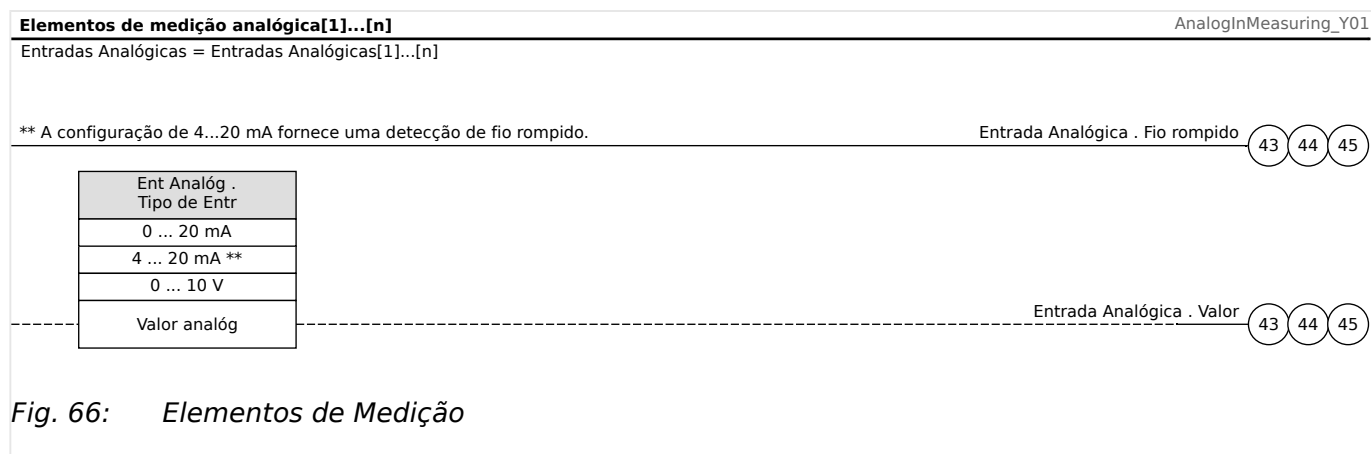 Elementos de medição analógica[1]...[n] AnalogInMeasuring_Y01
Entradas Analógicas = Entradas Analógicas[1]...[n]
** A configuração de 4...20 mA fornece uma detecção de fio rompido. Entrada Analógica . Fio rompido 43 44 45
Ent Analóg .
Tipo de Entr
0 ... 20 mA
4 ... 20 mA **
0 ... 10 V
Valor analóg Entrada Analógica . Valor 43 44 45
Fig. 66: Elementos de Medição